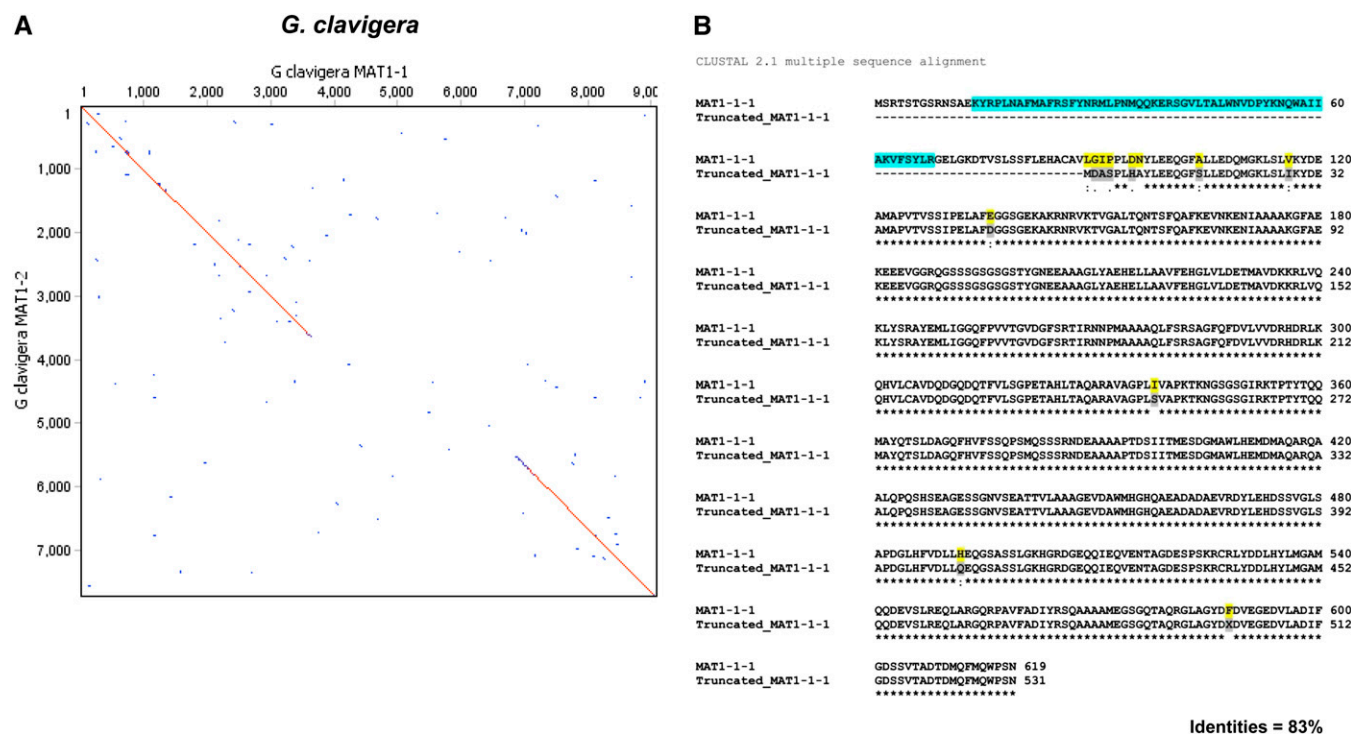 A
G. clavigera
G clavigera MAT1-1
1 1,000 2,000 3,000 4,000 5,000 6,000 7,000 8,000 9,0
G clavigera MAT1-2
1
1,000
2,000
3,000
4,000
5,000
6,000
7,000
B
CLUSTAL 2.1 multiple sequence alignment
MAT1-1-1 MSRTSTGSRNSAEKYRPLNAFMAFRSFYNRMLPNMQQKERSGVLTALWNVDPYKNQWAII 60
Truncated_MAT1-1-1 ------------------------------------------------------------
MAT1-1-1 AKVFSYLRGELGKDTVSLSSFLEHACAVLGIPPLDNYLEEQGFALLEDQMGKLSLVKYDE 120
Truncated_MAT1-1-1 ----------------------------MDASPLHAYLEEQGFSLLEDQMGKLSLIKYDE 32
:. . **. *******:***********:****
MAT1-1-1 AMAPVTVSSIPELAFEGGSGEKAKRNRVKTVGALTQNTSFQAFKEVNKENIAAAAKGFAE 180
Truncated_MAT1-1-1 AMAPVTVSSIPELAFDGGSGEKAKRNRVKTVGALTQNTSFQAFKEVNKENIAAAAKGFAE 92
***************:********************************************
MAT1-1-1 KEEEVGGRQGSSSGSGSGSTYGNEEAAAGLYAEHELLAAVFEHGLVLDETMAVDKKRLVQ 240
Truncated_MAT1-1-1 KEEEVGGRQGSSSGSGSGSTYGNEEAAAGLYAEHELLAAVFEHGLVLDETMAVDKKRLVQ 152
************************************************************
MAT1-1-1 KLYSRAYEMLIGGQFPVVTGVDGFSRTIRNNPMAAAAQLFSRSAGFQFDVLVVDRHDRLK 300
Truncated_MAT1-1-1 KLYSRAYEMLIGGQFPVVTGVDGFSRTIRNNPMAAAAQLFSRSAGFQFDVLVVDRHDRLK 212
************************************************************
MAT1-1-1 QHVLCAVDQDGQDQTFVLSGPETAHLTAQARAVAGPLIVAPKTKNGSGSGIRKTPTYTQQ 360
Truncated_MAT1-1-1 QHVLCAVDQDGQDQTFVLSGPETAHLTAQARAVAGPLSVAPKTKNGSGSGIRKTPTYTQQ 272
************************************* **********************
MAT1-1-1 MAYQTSLDAGQFHVFSSQPSMQSSSRNDEAAAAPTDSIITMESDGMAWLHEMDMAQARQA 420
Truncated_MAT1-1-1 MAYQTSLDAGQFHVFSSQPSMQSSSRNDEAAAAPTDSIITMESDGMAWLHEMDMAQARQA 332
************************************************************
MAT1-1-1 ALQPQSHSEAGESSGNVSEATTVLAAAGEVDAWMHGHQAEADADAEVRDYLEHDSSVGLS 480
Truncated_MAT1-1-1 ALQPQSHSEAGESSGNVSEATTVLAAAGEVDAWMHGHQAEADADAEVRDYLEHDSSVGLS 392
************************************************************
MAT1-1-1 APDGLHFVDLLHEQGSASSLGKHGRDGEQQIEQVENTAGDESPSKRCRLYDDLHYLMGAM 540
Truncated_MAT1-1-1 APDGLHFVDLLQEQGSASSLGKHGRDGEQQIEQVENTAGDESPSKRCRLYDDLHYLMGAM 452
***********:************************************************
MAT1-1-1 QQDEVSLREQLARGQRPAVFADIYRSQAAAAMEGSGQTAQRGLAGYDFDVEGEDVLADIF 600
Truncated_MAT1-1-1 QQDEVSLREQLARGQRPAVFADIYRSQAAAAMEGSGQTAQRGLAGYDXDVEGEDVLADIF 512
*********************************************** ************
MAT1-1-1 GDSSVTADTDMQFMQWPSN 619
Truncated_MAT1-1-1 GDSSVTADTDMQFMQWPSN 531
*******************
Identities = 83%